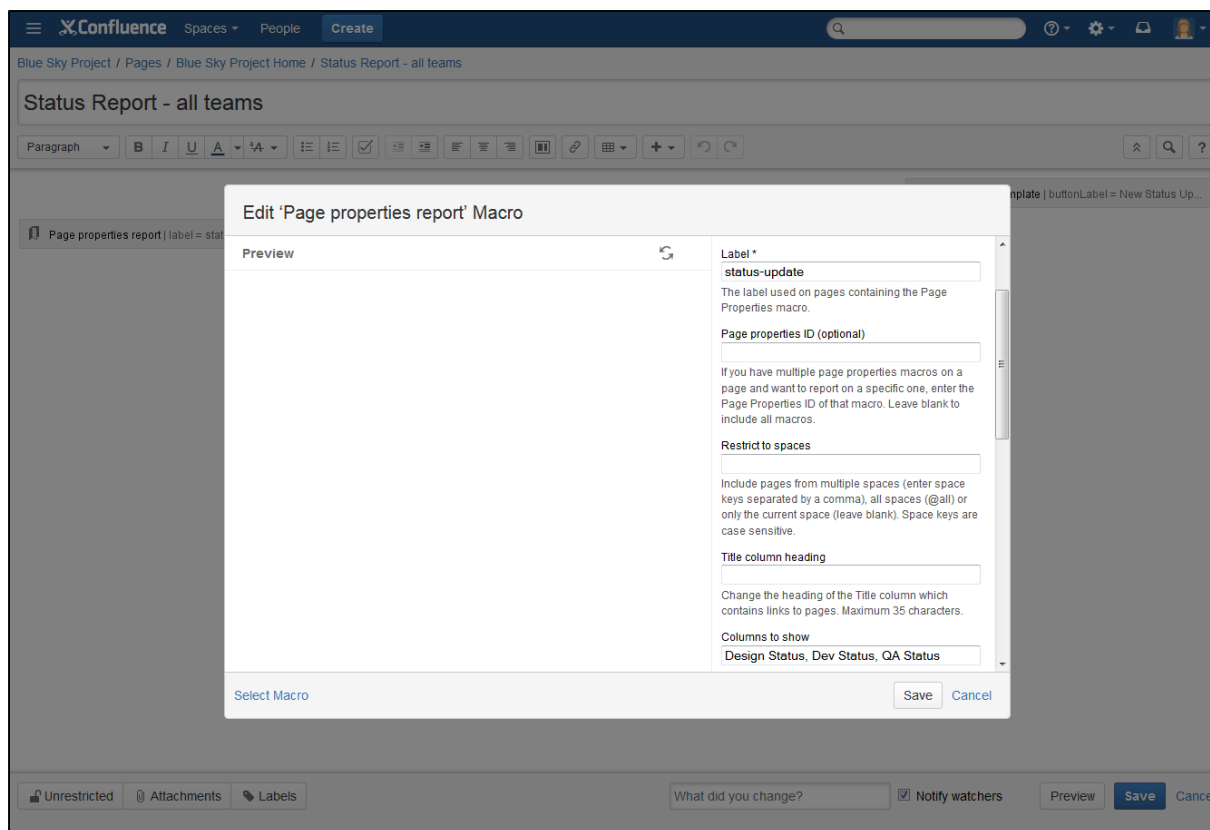 Confluence Spaces People Create
Blue Sky Project / Pages / Blue Sky Project Home / Status Report - all teams
Status Report - all teams
Paragraph B I U A ?
mplate | buttonLabel = New Status Up...
Page properties report | label = stat
Edit ‘Page properties report’ Macro
Preview
Label *
status-update
The label used on pages containing the Page
Properties macro.
Page properties ID (optional)
If you have multiple page properties macros on a
page and want to report on a specific one, enter the
Page Properties ID of that macro. Leave blank to
include all macros.
Restrict to spaces
Include pages from multiple spaces (enter space
keys separated by a comma), all spaces (@all) or
only the current space (leave blank). Space keys are
case sensitive.
Title column heading
Change the heading of the Title column which
contains links to pages. Maximum 35 characters.
Columns to show
Design Status, Dev Status, QA Status
Select Macro
Save Cancel
Unrestricted Attachments Labels What did you change? Notify watchers Preview Save Cance